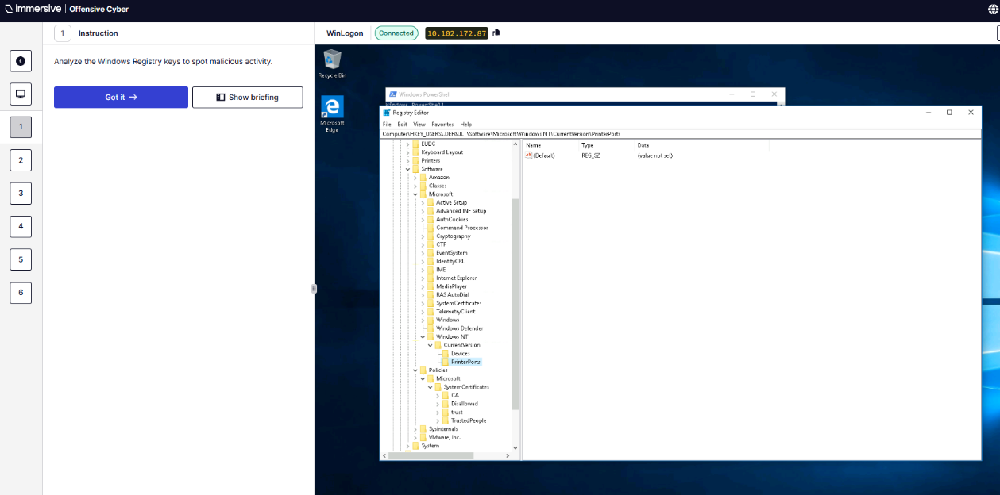 immersive | Offensive Cyber
1 Instruction
WinLogon Connected 10.102.172.87
Analyze the Windows Registry keys to spot malicious activity.
Got it → Show briefing
1
2
3
4
5
6
Recycle Bin
Microsoft
Edge
Windows PowerShell
Windows PowerShell
Registry Editor
File Edit View Favorites Help
Computer\HKEY_USERS\.DEFAULT\Software\Microsoft\Windows NT\CurrentVersion\PrinterPorts
Name Type Data
(Default) REG_SZ (value not set)
EUDC
Keyboard Layout
Printers
Software
Amazon
Classes
Microsoft
Active Setup
Advanced INF Setup
AuthCookies
Command Processor
Cryptography
CTF
EventSystem
IdentityCRL
IME
Internet Explorer
MediaPlayer
RAS AutoDial
SystemCertificates
TelemetryClient
Windows
Windows Defender
Windows NT
CurrentVersion
Devices
PrinterPorts
Policies
Microsoft
SystemCertificates
CA
Disallowed
trust
TrustedPeople
Sysinternals
VMware, Inc.
System